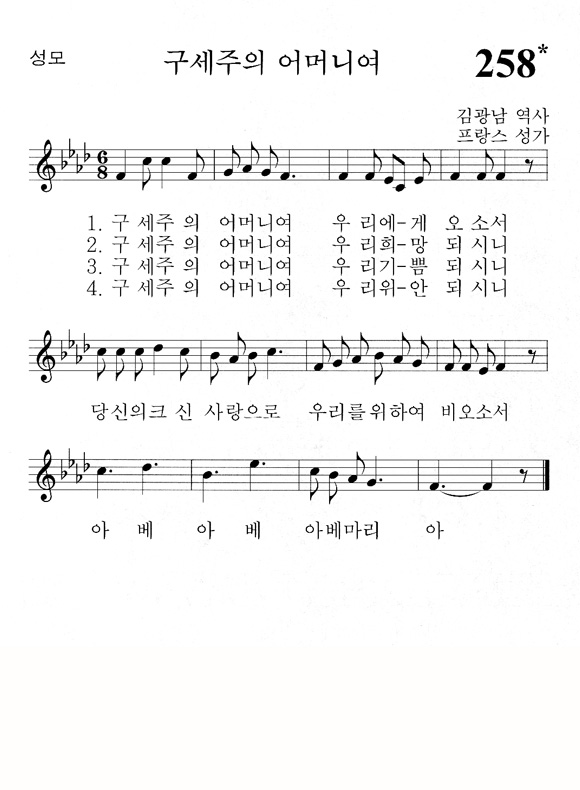 성모
구세주의 어머니여
258*
김광남 역사
프랑스 성가
6
8
1. 구 세주 의 어머니여 우 리에-게 오 소서
2. 구 세주 의 어머니여 우 리희-망 되 시니
3. 구 세주 의 어머니여 우 리기-쁨 되 시니
4. 구 세주 의 어머니여 우 리위-안 되 시니
당신의크 신 사랑으로 우리를위하여 비오소서
아 베 아 베 아베마리 아